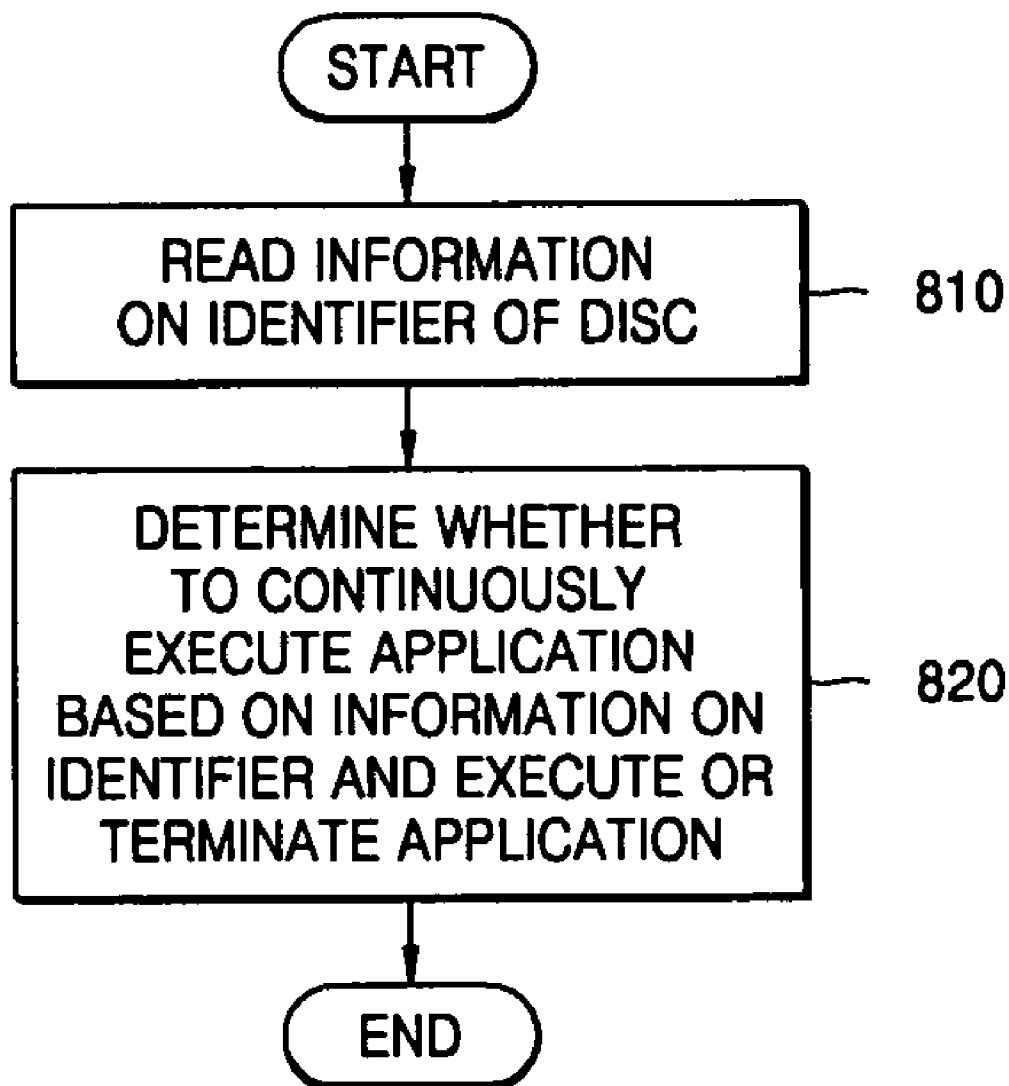 START
READ INFORMATION
ON IDENTIFIER OF DISC
810
DETERMINE WHETHER
TO CONTINUOUSLY
EXECUTE APPLICATION
BASED ON INFORMATION ON
IDENTIFIER AND EXECUTE OR
TERMINATE APPLICATION
820
END